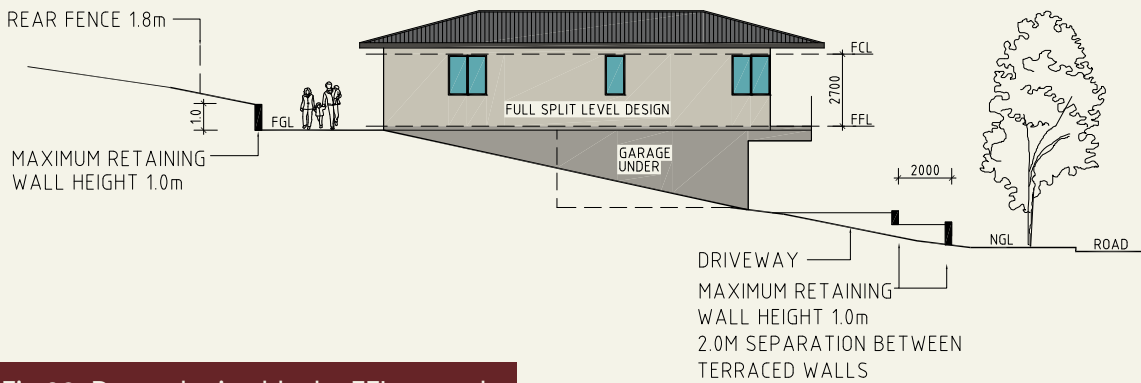 REAR FENCE 1.8m
FCL
2700
FULL SPLIT LEVEL DESIGN
1.0
FGL
FFL
MAXIMUM RETAINING
WALL HEIGHT 1.0m
GARAGE
UNDER
2000
NGL
ROAD
DRIVEWAY
MAXIMUM RETAINING
WALL HEIGHT 1.0m
2.0M SEPARATION BETWEEN
TERRACED WALLS